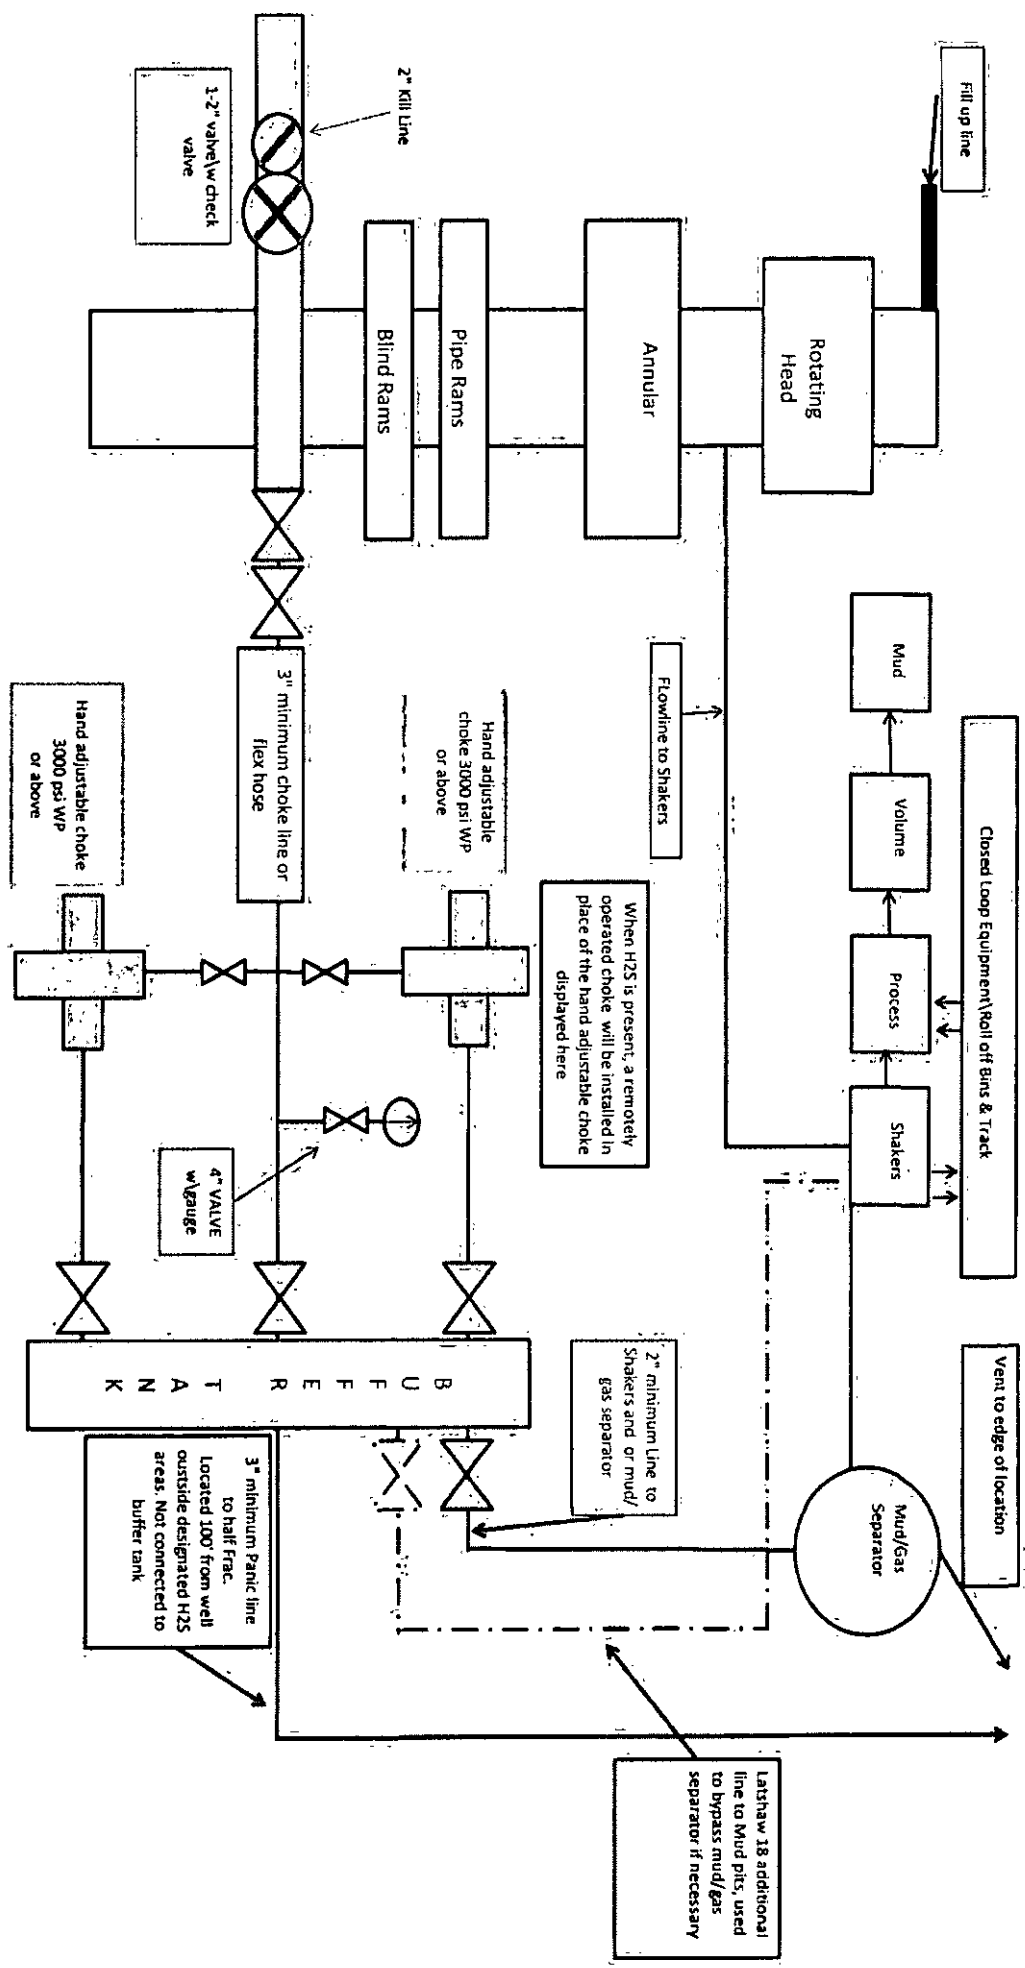 Fill up line
Closed Loop Equipment\Roll off Bins & Track
Vent to edge of location
Mud
Volume
Process
Shakers
Mud/Gas
Separator
Rotating
Head
FLowline to Shakers
Latshaw 18 additional
line to Mud pits, used
to bypass mud/gas
separator if necessary
Annular
When H2S is present, a remotely
operated choke will be installed in
place of the hand adjustable choke
displayed here
2" minimum Line to
Shakers and or mud/
gas separator
Pipe Rams
Hand adjustable
choke 3000 psi WP
or above
Blind Rams
2" Kill Line
B U F F E R T A N K
1-2" valve\w check
valve
3" minimum choke line or
flex hose
4" VALVE
w\gauge
3" minimum Panic line
to half Frac.
Located 100' from well
oustside designated H2S
areas. Not connected to
buffer tank
Hand adjustable choke
3000 psi WP
or above